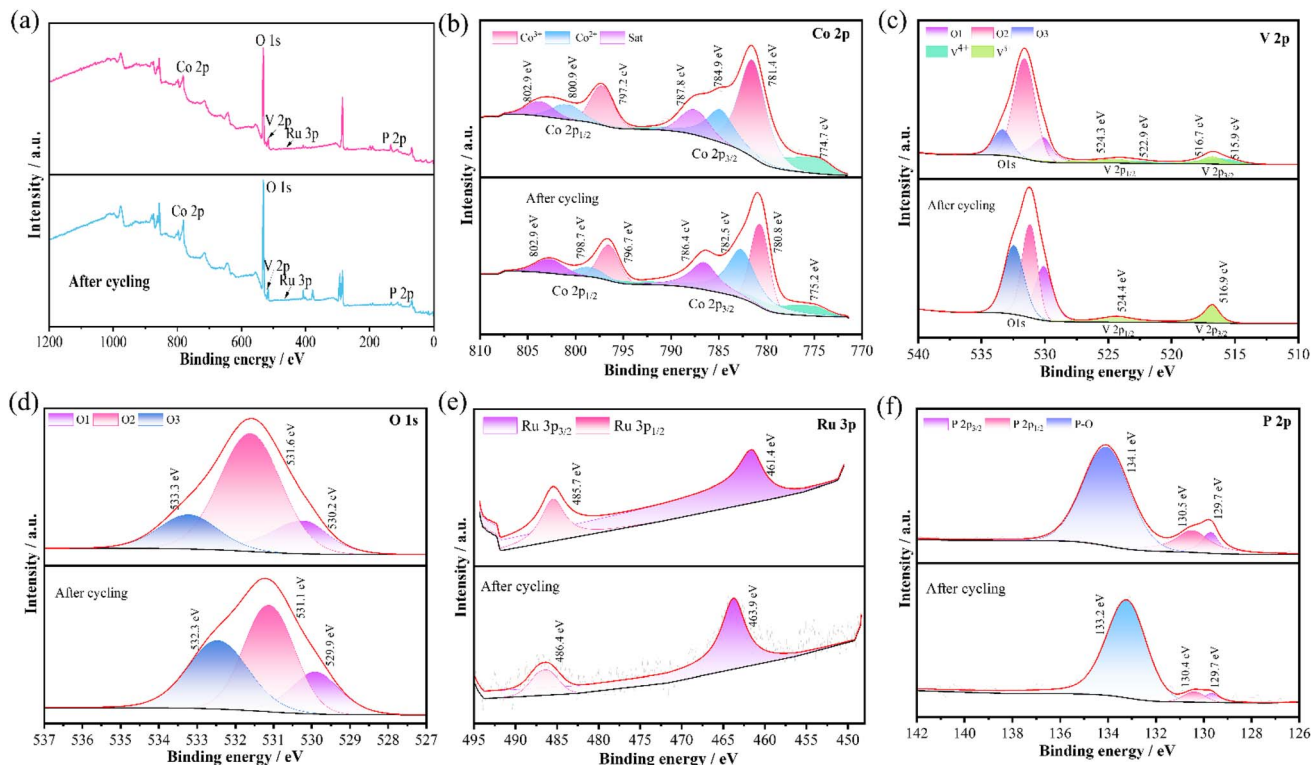 (a)
O 1s
Co 2p
V 2p
Ru 3p
P 2p
O 1s
Co 2p
After cycling
V 2p
Ru 3p
P 2p
Intensity / a.u.
1200 1000 800 600 400 200 0
Binding energy / eV
(b)
Co³⁺ Co²⁺ Sat
Co 2p
802.9 eV
800.9 eV
797.2 eV
787.8 eV
784.9 eV
781.4 eV
774.7 eV
Co 2p1/2
Co 2p3/2
After cycling
802.9 eV
798.7 eV
796.7 eV
786.4 eV
782.5 eV
780.8 eV
775.2 eV
Co 2p1/2
Co 2p3/2
Intensity / a.u.
810 805 800 795 790 785 780 775 770
Binding energy / eV
(c)
O1 O2 O3
V⁴⁺ V⁵
V 2p
524.3 eV
522.9 eV
516.7 eV
515.9 eV
O1s
V 2p1/2
V 2p3/2
After cycling
524.4 eV
516.9 eV
O1s
V 2p1/2
V 2p3/2
Intensity / a.u.
540 535 530 525 520 515 510
Binding energy / eV
(d)
O1 O2 O3
O 1s
533.3 eV
531.6 eV
530.2 eV
After cycling
532.3 eV
531.1 eV
529.9 eV
Intensity / a.u.
537 536 535 534 533 532 531 530 529 528 527
Binding energy / eV
(e)
Ru 3p3/2 Ru 3p1/2
Ru 3p
485.7 eV
461.4 eV
After cycling
486.4 eV
463.9 eV
Intensity / a.u.
495 490 485 480 475 470 465 460 455 450
Binding energy / eV
(f)
P 2p3/2 P 2p1/2 P-O
P 2p
134.1 eV
130.5 eV
129.7 eV
After cycling
133.2 eV
130.4 eV
129.7 eV
Intensity / a.u.
142 140 138 136 134 132 130 128 126
Binding energy / eV